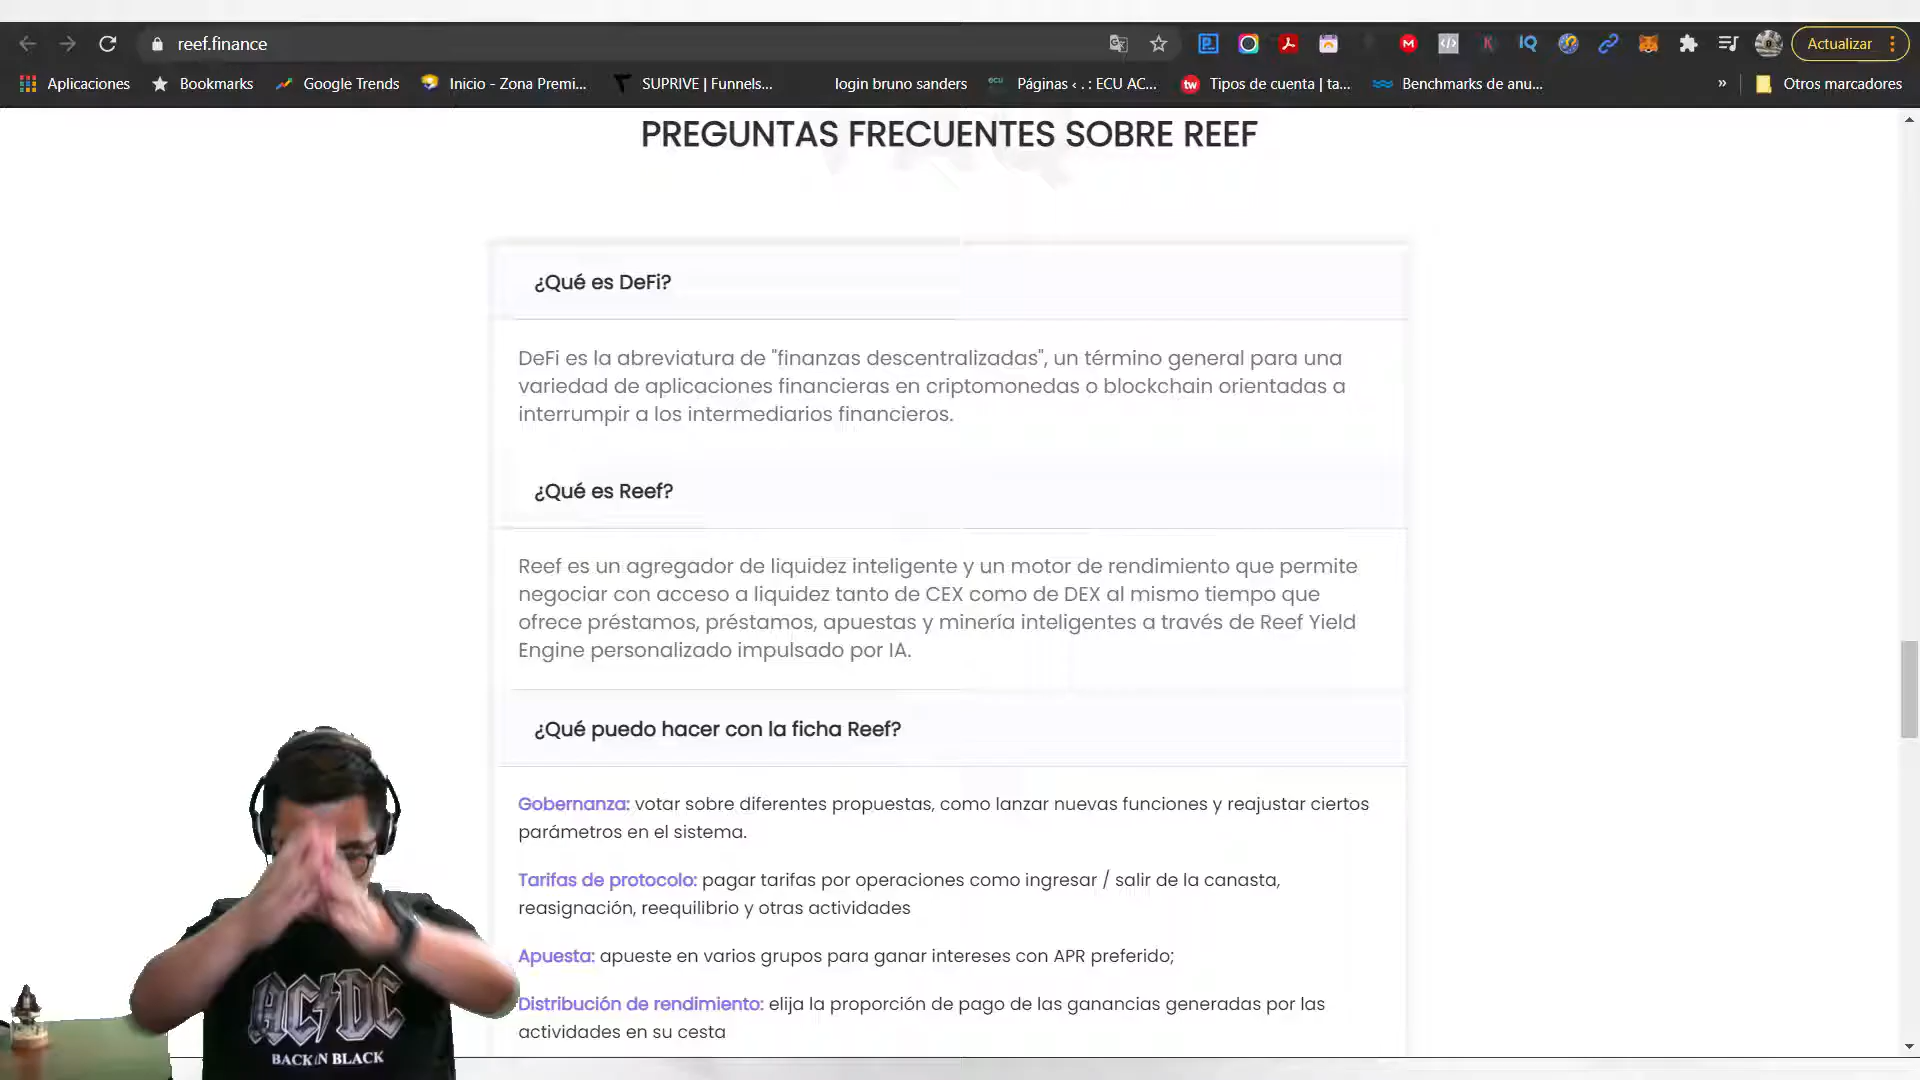 reef.finance
Actualizar
Aplicaciones
Bookmarks
Google Trends
Inicio - Zona Premi...
SUPRIVE | Funnels...
login bruno sanders
Páginas ‹ . : ECU AC...
Tipos de cuenta | ta...
Benchmarks de anu...
»
Otros marcadores
PREGUNTAS FRECUENTES SOBRE REEF
¿Qué es DeFi?
DeFi es la abreviatura de "finanzas descentralizadas", un término general para una
variedad de aplicaciones financieras en criptomonedas o blockchain orientadas a
interrumpir a los intermediarios financieros.
¿Qué es Reef?
Reef es un agregador de liquidez inteligente y un motor de rendimiento que permite
negociar con acceso a liquidez tanto de CEX como de DEX al mismo tiempo que
ofrece préstamos, préstamos, apuestas y minería inteligentes a través de Reef Yield
Engine personalizado impulsado por IA.
¿Qué puedo hacer con la ficha Reef?
Gobernanza: votar sobre diferentes propuestas, como lanzar nuevas funciones y reajustar ciertos
parámetros en el sistema.
Tarifas de protocolo: pagar tarifas por operaciones como ingresar / salir de la canasta,
reasignación, reequilibrio y otras actividades
Apuesta: apueste en varios grupos para ganar intereses con APR preferido;
Distribución de rendimiento: elija la proporción de pago de las ganancias generadas por las
actividades en su cesta
AC/DC
BACK IN BLACK